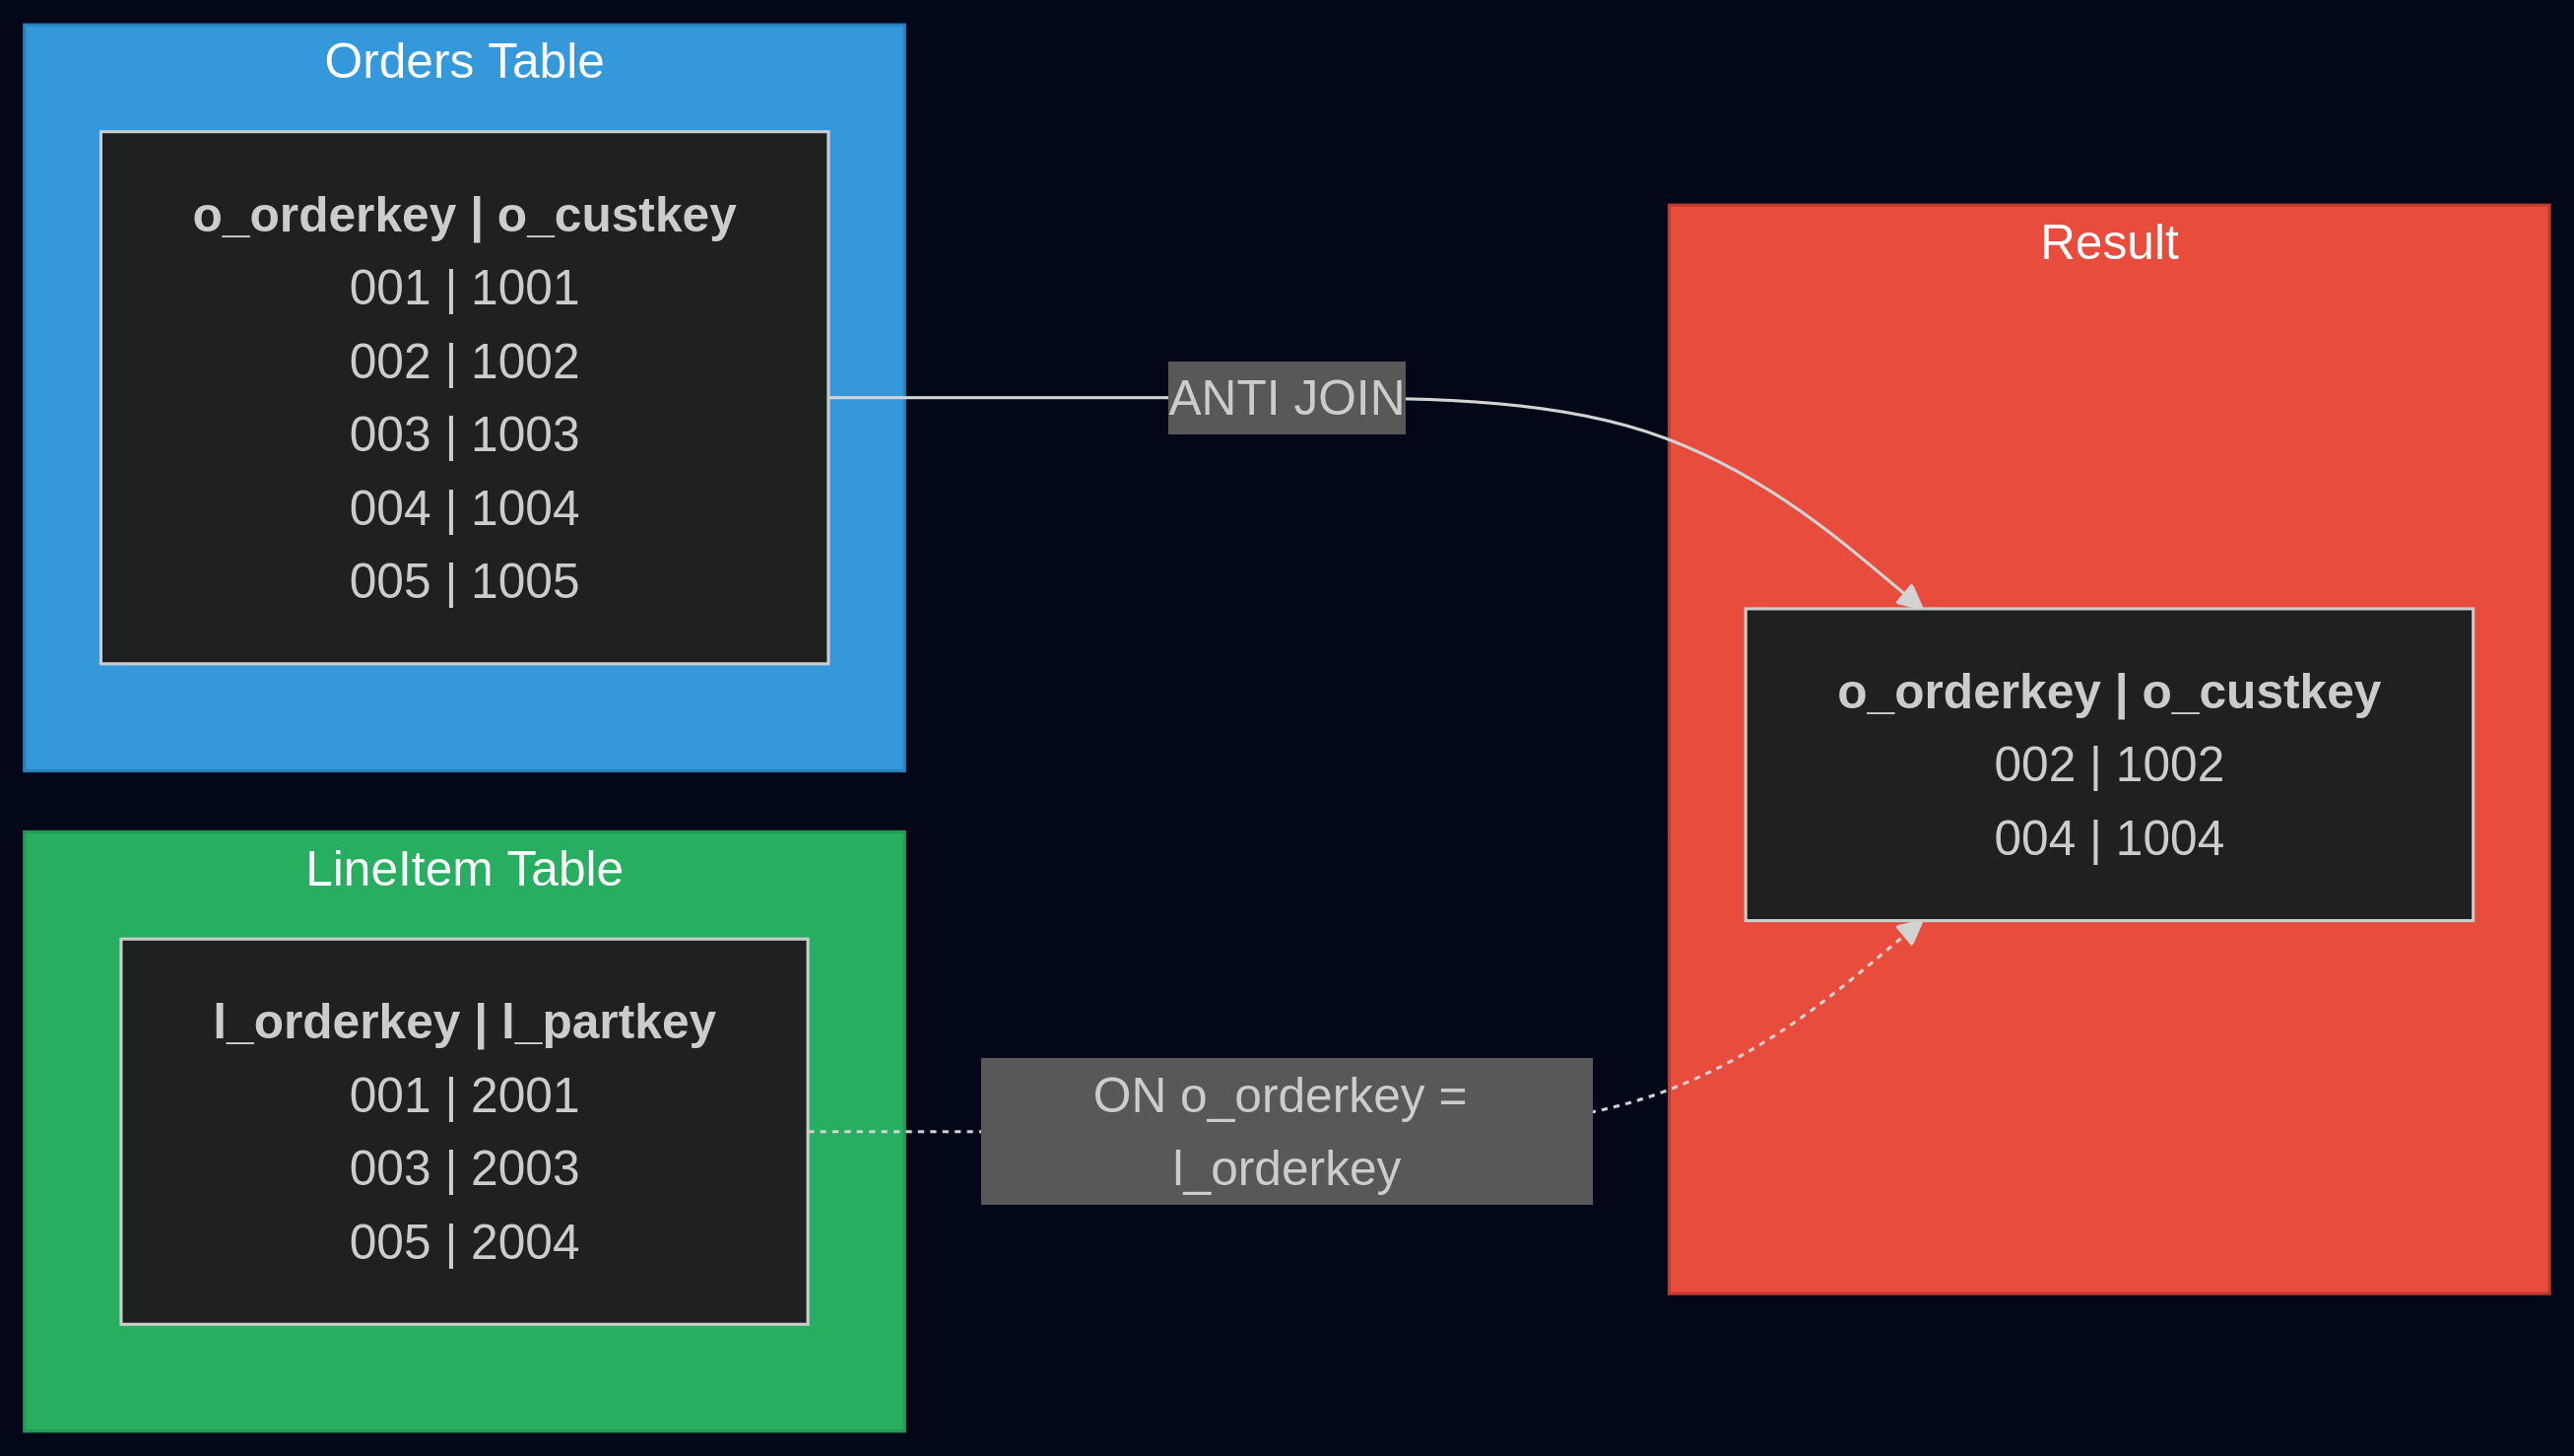 Orders Table
o_orderkey | o_custkey
001 | 1001
002 | 1002
003 | 1003
004 | 1004
005 | 1005
ANTI JOIN
LineItem Table
l_orderkey | l_partkey
001 | 2001
003 | 2003
005 | 2004
ON o_orderkey =
l_orderkey
Result
o_orderkey | o_custkey
002 | 1002
004 | 1004